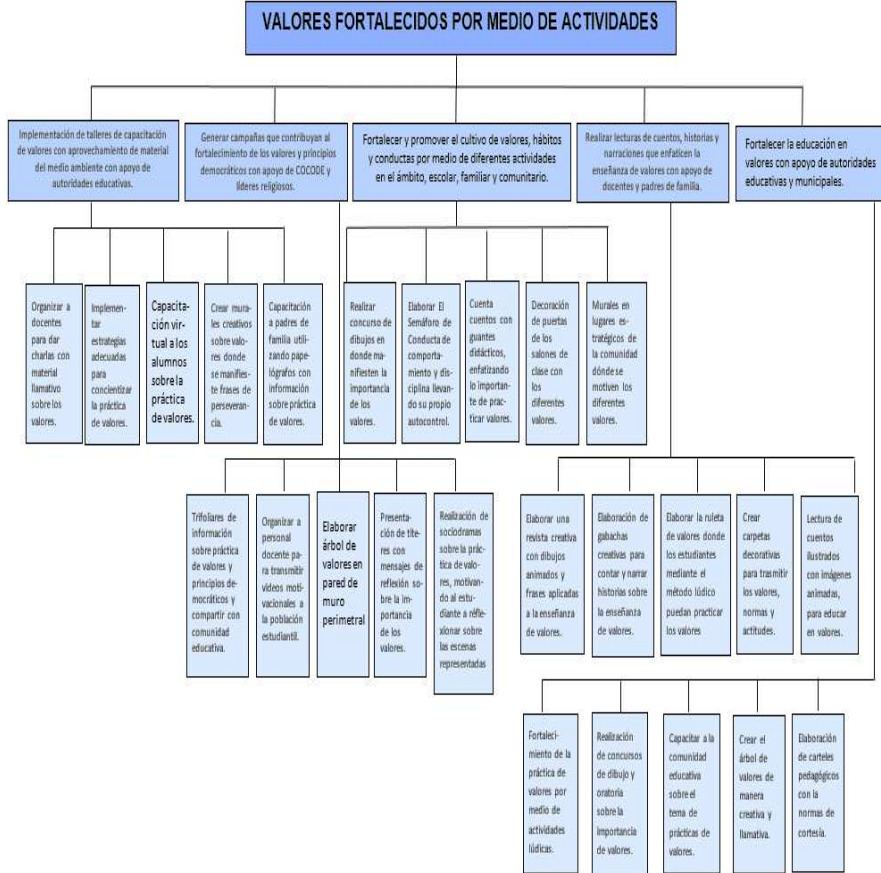 VALORES FORTALECIDOS POR MEDIO DE ACTIVIDADES
Implementación de talleres de capacitación
de valores con aprovechamiento de material
del medio ambiente con apoyo de
autoridades educativas.
Generar campañas que contribuyan al
fortalecimiento de los valores y principios
democráticos con apoyo de COCODE y
líderes religiosos.
Fortalecer y promover el cultivo de valores, hábitos
y conductas por medio de diferentes actividades
en el ámbito, escolar, familiar y comunitario.
Realizar lecturas de cuentos, historias y
narraciones que enfaticen la
enseñanza de valores con apoyo de
docentes y padres de familia.
Fortalecer la educación en
valores con apoyo de autoridades
educativas y municipales.
Organizar a
docentes
para dar
charlas con
material
llamativo
sobre los
valores.
Implemen-
tar
estrategias
adecuadas
para
concientizar
la práctica
de valores.
Capacita-
ción vir-
tual a los
alumnos
sobre la
práctica
de valores.
Crear mura-
les creativos
sobre valo-
res donde
se manifies-
te frases de
perseveran-
cia.
Capacitación
a padres de
familia utili-
zando pape-
lógrafos con
información
sobre práctica
de valores.
Realizar
concurso de
dibujos en
donde ma-
nifiesten la
importancia
de los
valores.
Elaborar El
Semáforo de
Conducta de
comporta-
miento y dis-
ciplina llevan-
do su propio
autocontrol.
Cuenta
cuentos con
guantes
didácticos,
enfatizando
lo importan-
te de prac-
ticar valores.
Decoración
de puertas
de los
salones de
clase con
los
diferentes
valores.
Murales en
lugares es-
tratégicos de
la comunidad
dónde se
motiven los
diferentes
valores.
Trifoliares de
información
sobre práctica
de valores y
principios de-
mocráticos y
compartir con
comunidad
educativa.
Organizar a
personal
docente pa-
ra transmitir
vídeos moti-
vacionales a
la población
estudiantil.
Elaborar
árbol de
valores en
pared de
muro
perimetral
Presenta-
ción de títe-
res con
mensajes de
reflexión so-
bre la im-
portancia
de los
valores.
Realización de
sociodramas
sobre la prác-
tica de valo-
res, motivan-
do al estu-
diante a réfle-
xionar sobre
las escenas
representadas
Elaborar una
revista creativa
con dibujos
animados y
frases aplicadas
a la enseñanza
de valores.
Elaboración de
gabachas
creativas para
contar y narrar
historias sobre
la enseñanza
de valores.
Elaborar la ruleta
de valores donde
los estudiantes
mediante el
método lúdico
puedan practicar
los valores
Crear
carpetas
decorativas
para trasmitir
los valores,
normas y
actitudes.
Lectura de
cuentos
ilustrados
con imágenes
animadas,
para educar
en valores.
Fortaleci-
miento de la
práctica de
valores por
medio de
actividades
lúdicas.
Realización
de concursos
de dibujo y
oratoria
sobre la
importancia
de valores.
Capacitar a la
comunidad
educativa
sobre el
tema de
prácticas de
valores.
Crear el
árbol de
valores de
manera
creativa y
llamativa.
Elaboración
de carteles
pedagógicos
con la
normas de
cortesía.